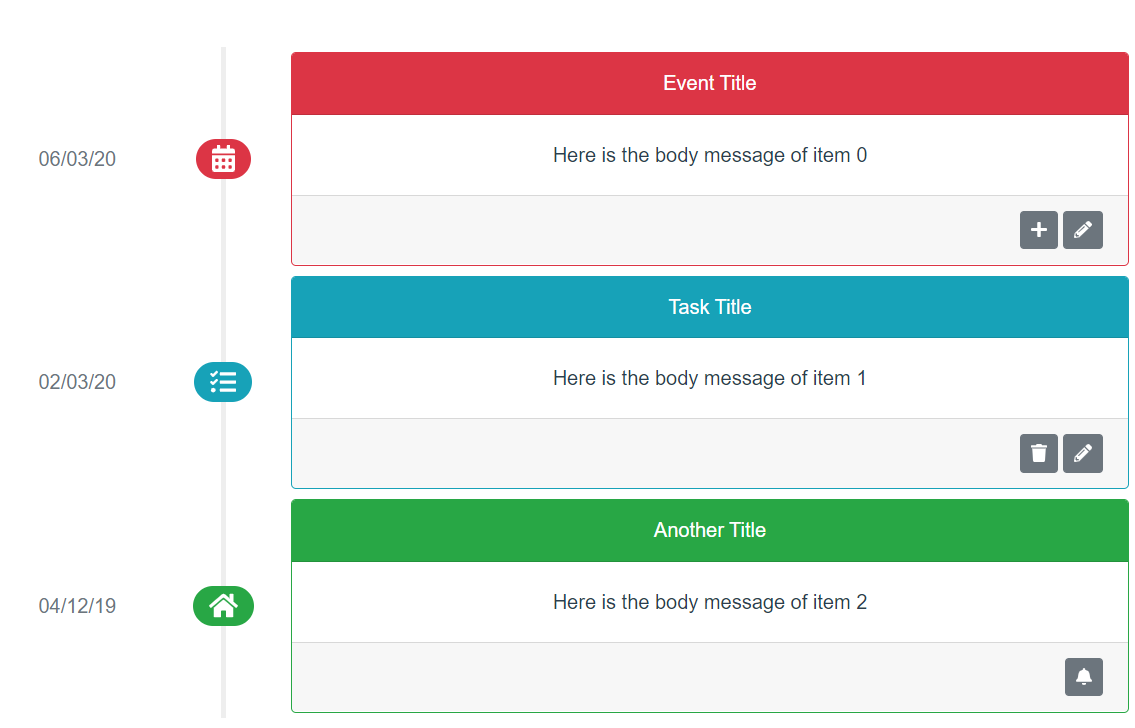 Event Title
06/03/20
Here is the body message of item 0
Task Title
02/03/20
Here is the body message of item 1
Another Title
04/12/19
Here is the body message of item 2